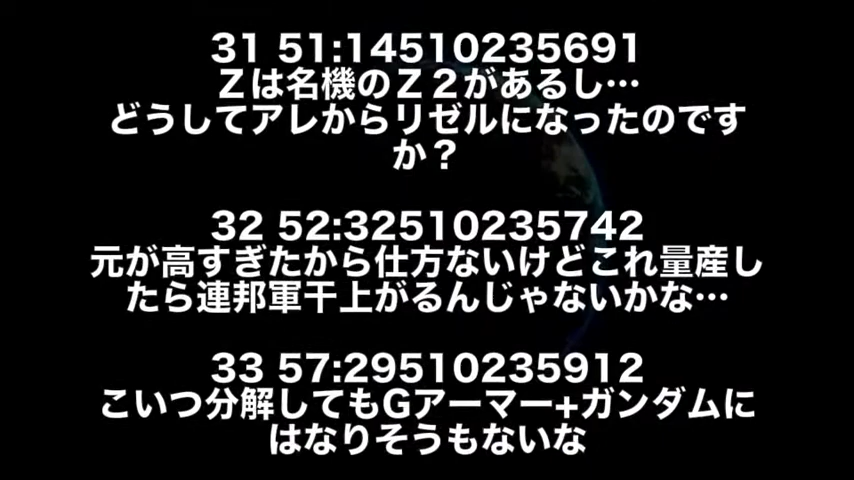 31 51:14510235691
Ｚは名機のＺ２があるし…
どうしてアレからリゼルになったのです
か？
32 52:32510235742
元が高すぎたから仕方ないけどこれ量産し
たら連邦軍干上がるんじゃないかな…
33 57:29510235912
こいつ分解してもGアーマー+ガンダムに
はなりそうもないな